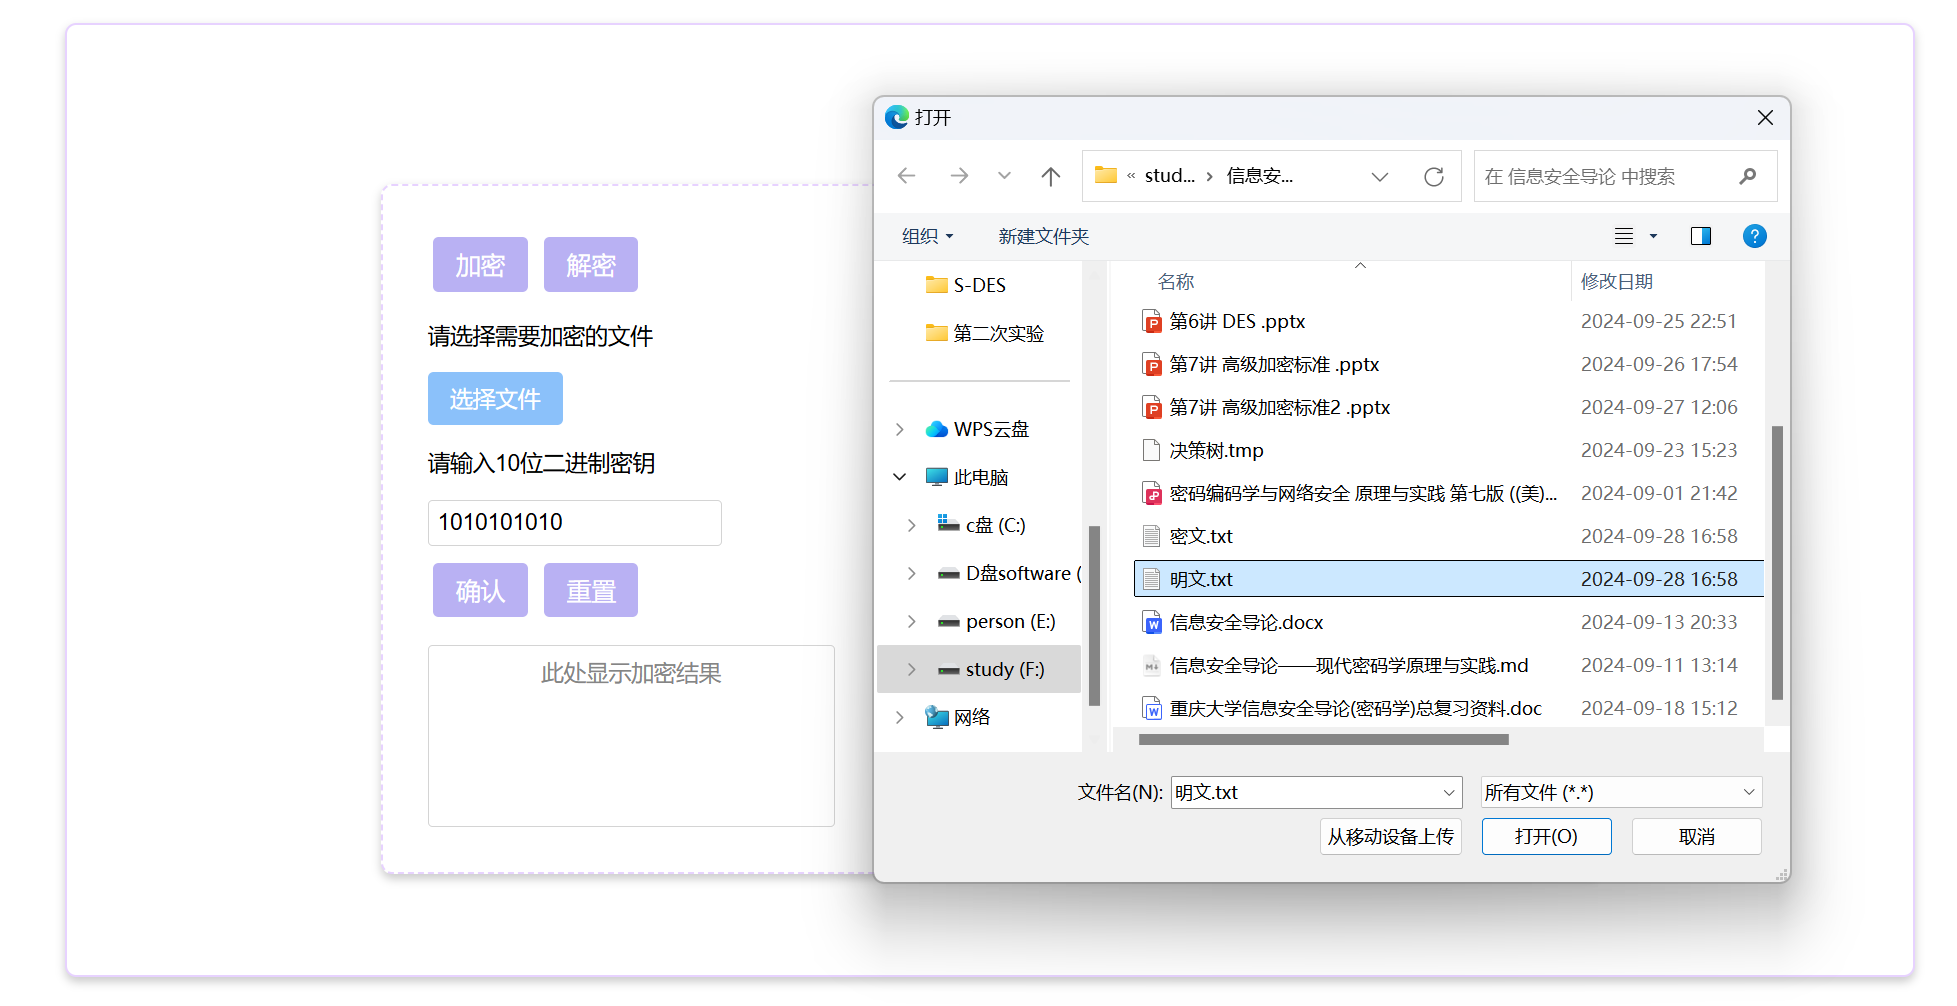 加密 解密
请选择需要加密的文件
选择文件
请输入10位二进制密钥
1010101010
确认 重置
此处显示加密结果
打开
« stud... › 信息安...
在 信息安全导论 中搜索
组织 新建文件夹
?
S-DES
第二次实验
WPS云盘
此电脑
c盘 (C:)
D盘software (
person (E:)
study (F:)
网络
名称 修改日期
第6讲 DES .pptx 2024-09-25 22:51
第7讲 高级加密标准 .pptx 2024-09-26 17:54
第7讲 高级加密标准2 .pptx 2024-09-27 12:06
决策树.tmp 2024-09-23 15:23
密码编码学与网络安全 原理与实践 第七版 ((美)... 2024-09-01 21:42
密文.txt 2024-09-28 16:58
明文.txt 2024-09-28 16:58
信息安全导论.docx 2024-09-13 20:33
信息安全导论——现代密码学原理与实践.md 2024-09-11 13:14
重庆大学信息安全导论(密码学)总复习资料.doc 2024-09-18 15:12
文件名(N): 明文.txt 所有文件 (*.*)
从移动设备上传 打开(O) 取消